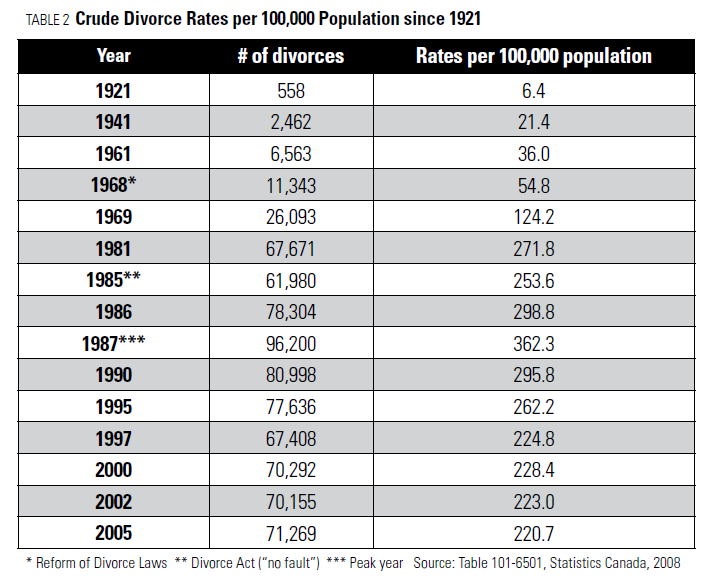 TABLE 2 Crude Divorce Rates per 100,000 Population since 1921
Year # of divorces Rates per 100,000 population
1921 558 6.4
1941 2,462 21.4
1961 6,563 36.0
1968* 11,343 54.8
1969 26,093 124.2
1981 67,671 271.8
1985** 61,980 253.6
1986 78,304 298.8
1987*** 96,200 362.3
1990 80,998 295.8
1995 77,636 262.2
1997 67,408 224.8
2000 70,292 228.4
2002 70,155 223.0
2005 71,269 220.7
* Reform of Divorce Laws ** Divorce Act ("no fault") *** Peak year Source: Table 101-6501, Statistics Canada, 2008